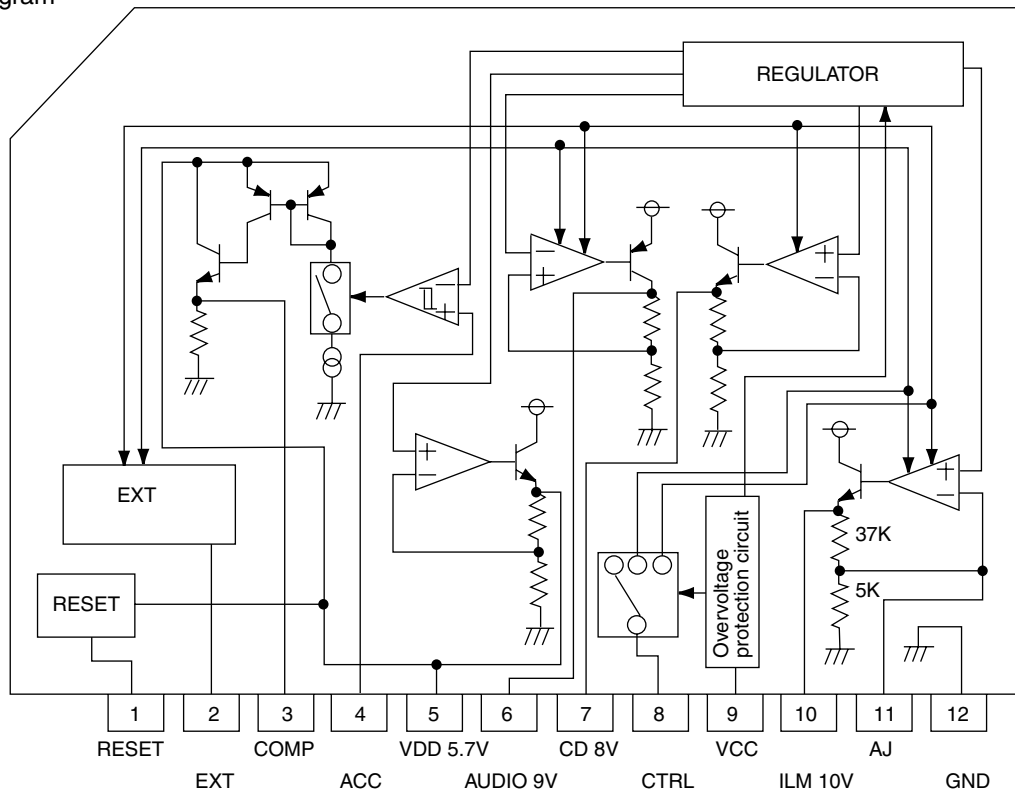 gram
REGULATOR
+
−
−
+
+
−
+
−
+
−
EXT
37K
5K
RESET
Overvoltage
protection circuit
1 2 3 4 5 6 7 8 9 10 11 12
RESET COMP VDD 5.7V CD 8V VCC AJ
EXT ACC AUDIO 9V CTRL ILM 10V GND